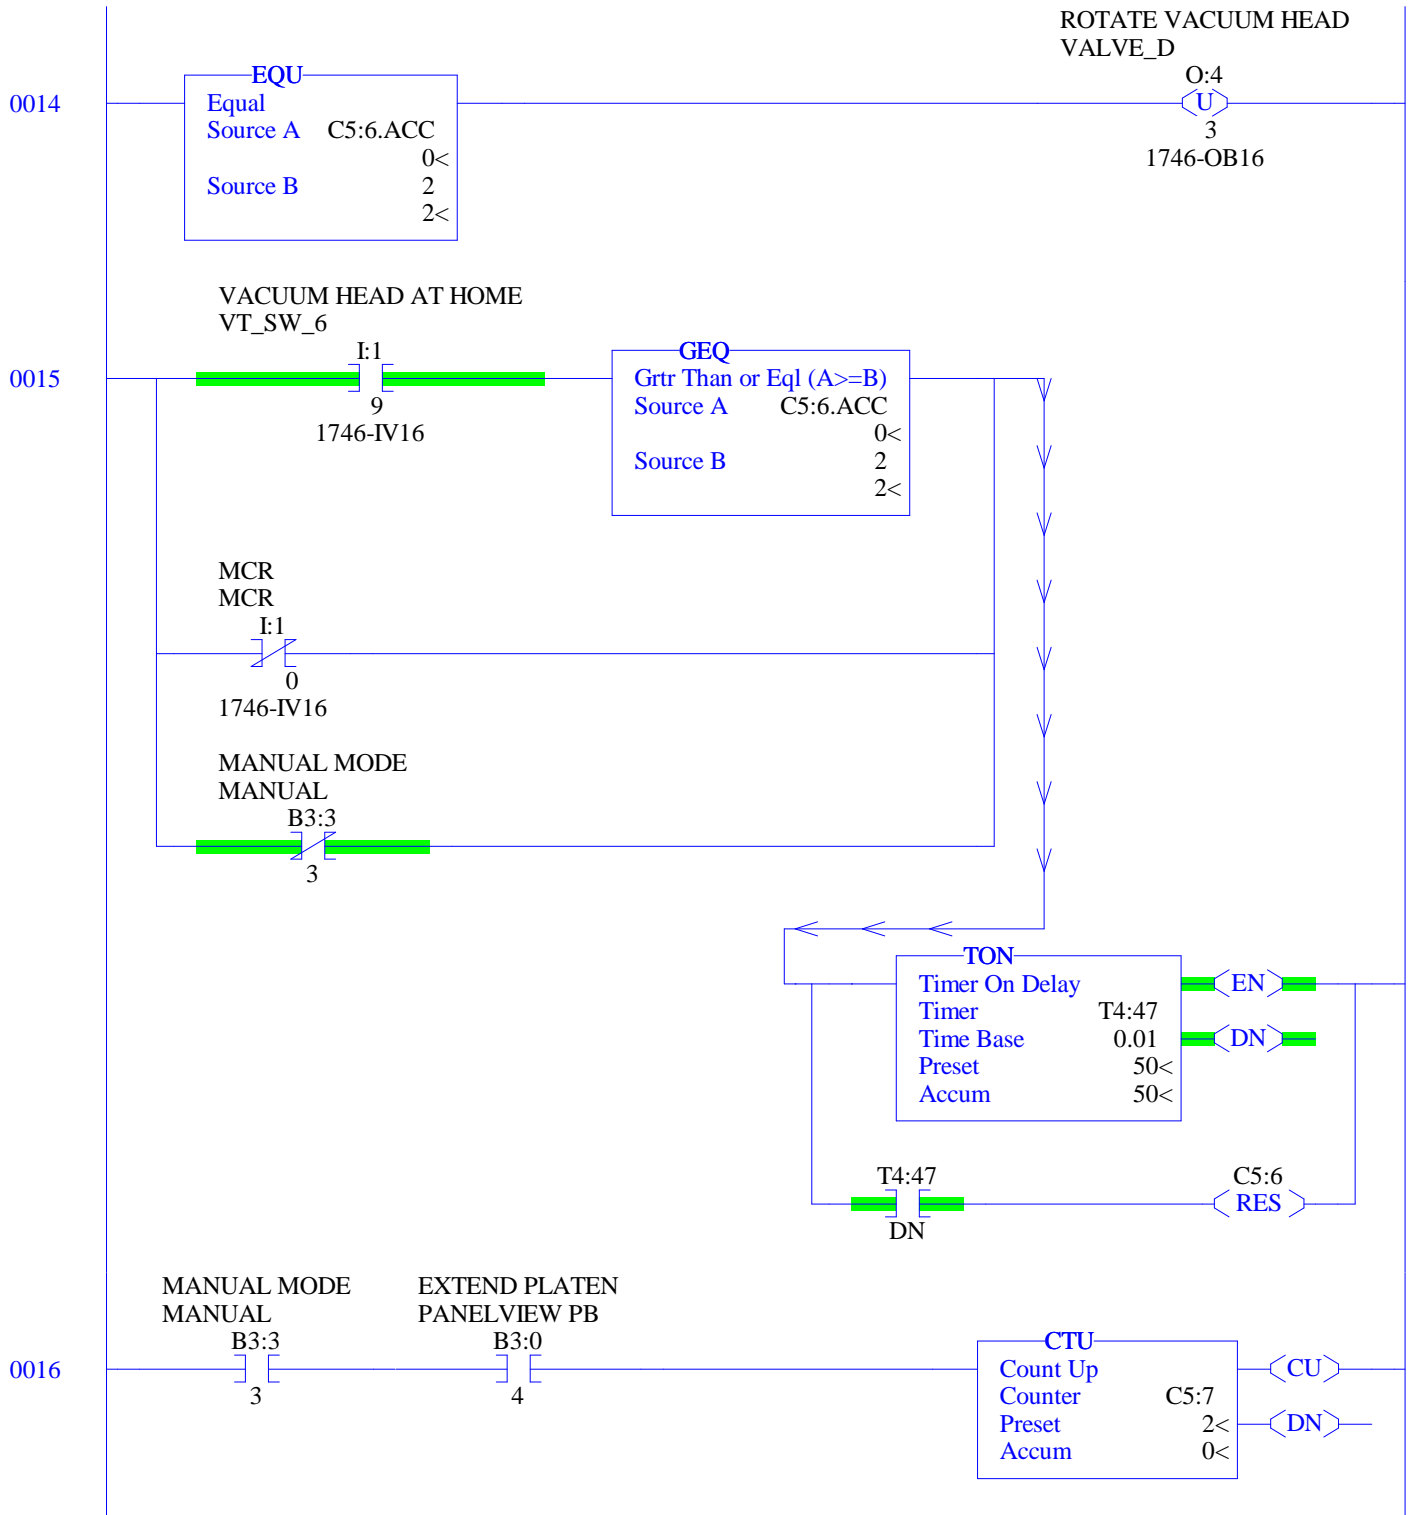 ROTATE VACUUM HEAD
VALVE_D
O:4
0014
EQU
U
Equal
3
Source A C5:6.ACC
1746-OB16
0<
Source B 2
2<
VACUUM HEAD AT HOME
VT_SW_6
I:1
0015
GEQ
Grtr Than or Eql (A>=B)
9
Source A C5:6.ACC
1746-IV16
0<
Source B 2
2<
MCR
MCR
I:1
0
1746-IV16
MANUAL MODE
MANUAL
B3:3
3
TON
Timer On Delay
EN
Timer T4:47
Time Base 0.01
DN
Preset 50<
Accum 50<
T4:47
C5:6
RES
DN
MANUAL MODE
MANUAL
B3:3
EXTEND PLATEN
PANELVIEW PB
B3:0
0016
3
4
CTU
Count Up
CU
Counter C5:7
Preset 2<
DN
Accum 0<